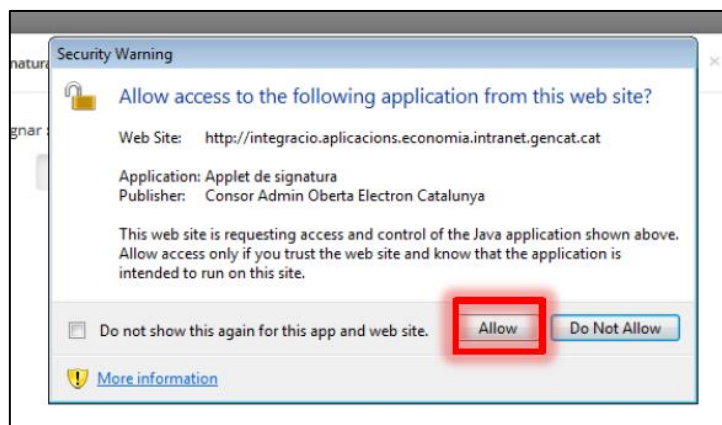 Security Warning
Allow access to the following application from this web site?
Web Site: http://integracio.aplicacions.economia.intranet.gencat.cat
Application: Applet de signatura
Publisher: Consor Admin Oberta Electron Catalunya
This web site is requesting access and control of the Java application shown above.
Allow access only if you trust the web site and know that the application is
intended to run on this site.
Do not show this again for this app and web site. Allow Do Not Allow
More information